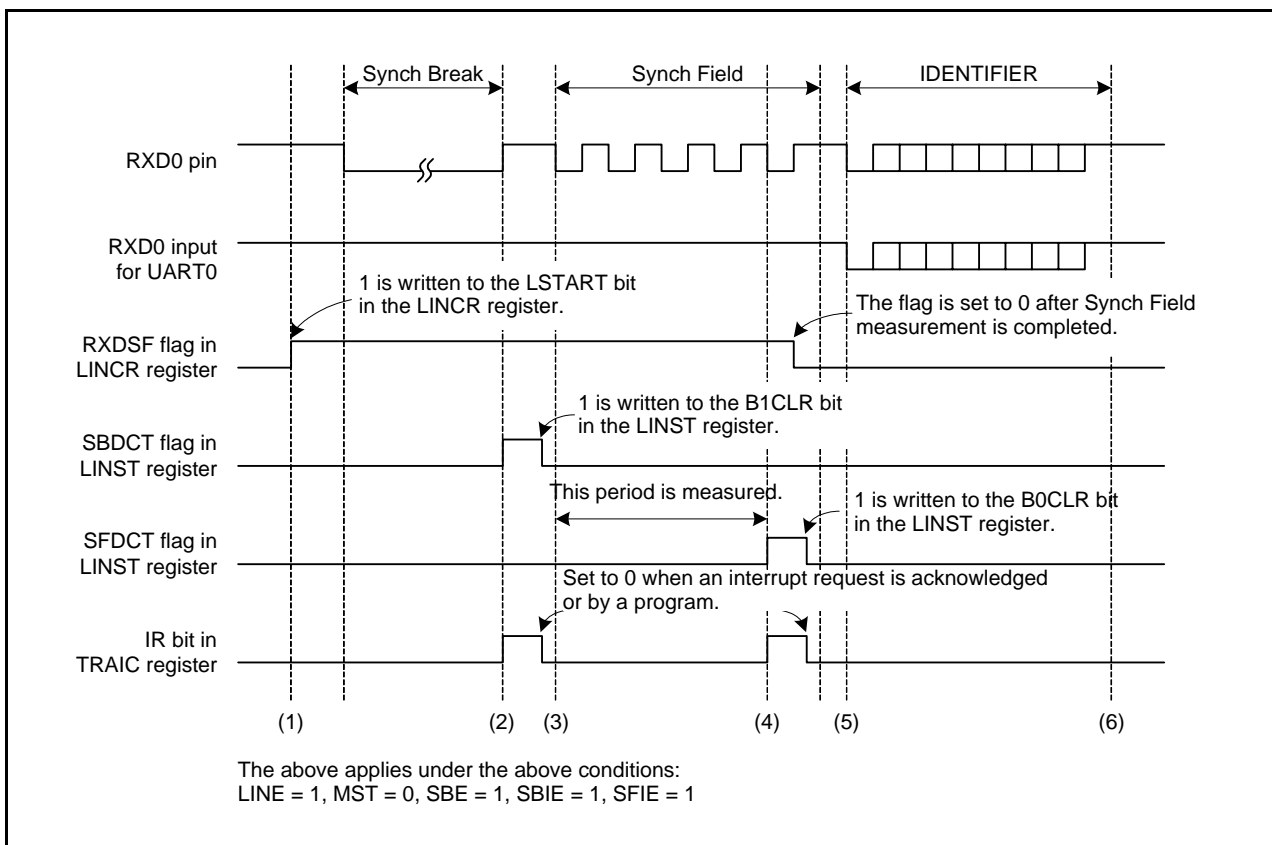 Synch Break
Synch Field
IDENTIFIER
RXD0 pin
RXD0 input
for UART0
1 is written to the LSTART bit
in the LINCR register.
The flag is set to 0 after Synch Field
measurement is completed.
RXDSF flag in
LINCR register
1 is written to the B1CLR bit
in the LINST register.
SBDCT flag in
LINST register
This period is measured.
1 is written to the B0CLR bit
in the LINST register.
SFDCT flag in
LINST register
Set to 0 when an interrupt request is acknowledged
or by a program.
IR bit in
TRAIC register
(1)
(2)
(3)
(4)
(5)
(6)
The above applies under the above conditions:
LINE = 1, MST = 0, SBE = 1, SBIE = 1, SFIE = 1